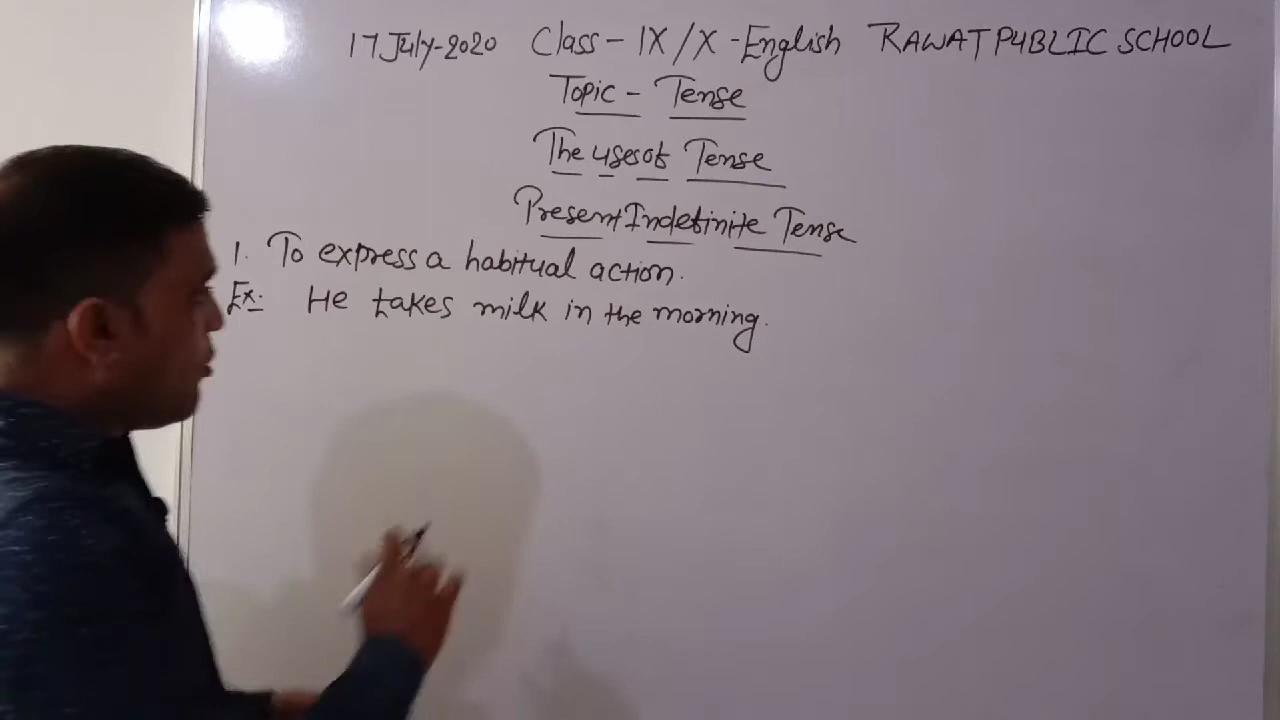 17 July-2020 Class - IX/X - English RAWAT PUBLIC SCHOOL
Topic - Tense
The uses of Tense
Present Indefinite Tense
1. To express a habitual action.
Ex: He takes milk in the morning.